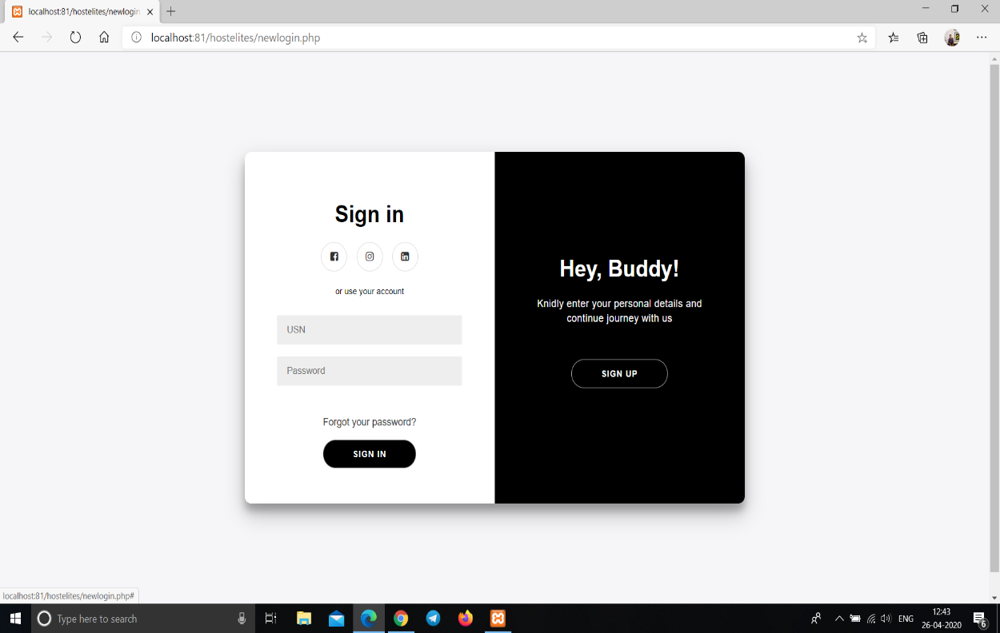 localhost:81/hostelites/newlogin
localhost:81/hostelites/newlogin.php
Sign in
or use your account
USN
Password
Forgot your password?
SIGN IN
Hey, Buddy!
Knidly enter your personal details and
continue journey with us
SIGN UP
localhost:81/hostelites/newlogin.php#
Type here to search
ENG
12:43
26-04-2020
6